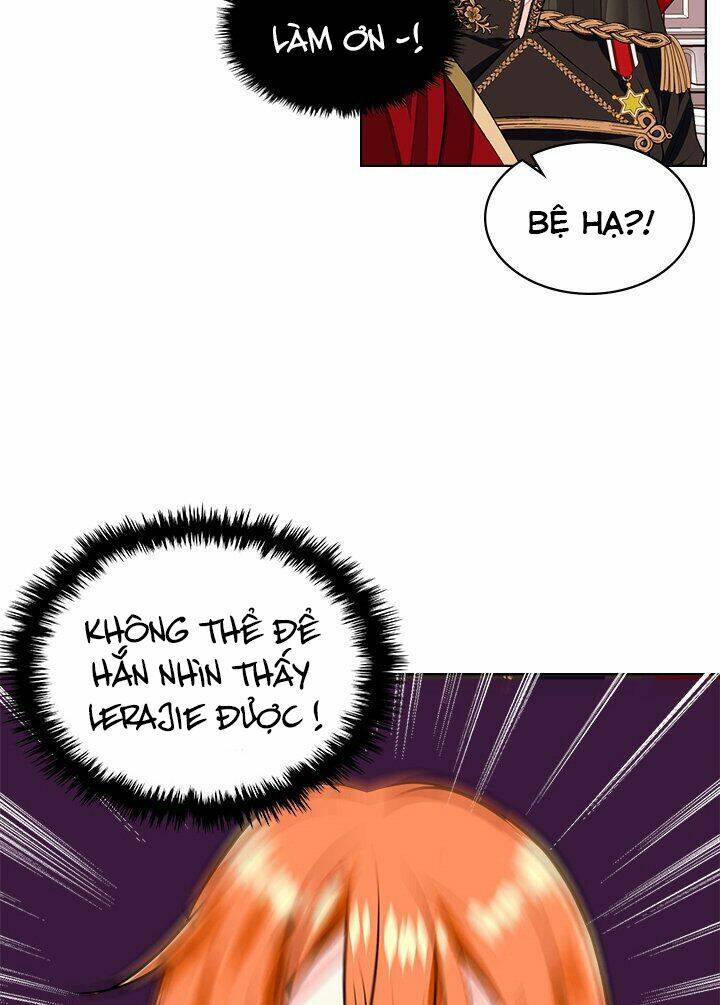 LÀM ƠN -!
BỆ HẠ?!
KHÔNG THỂ ĐỂ
HẮN NHÌN THẤY
LERAJIE ĐƯỢC!